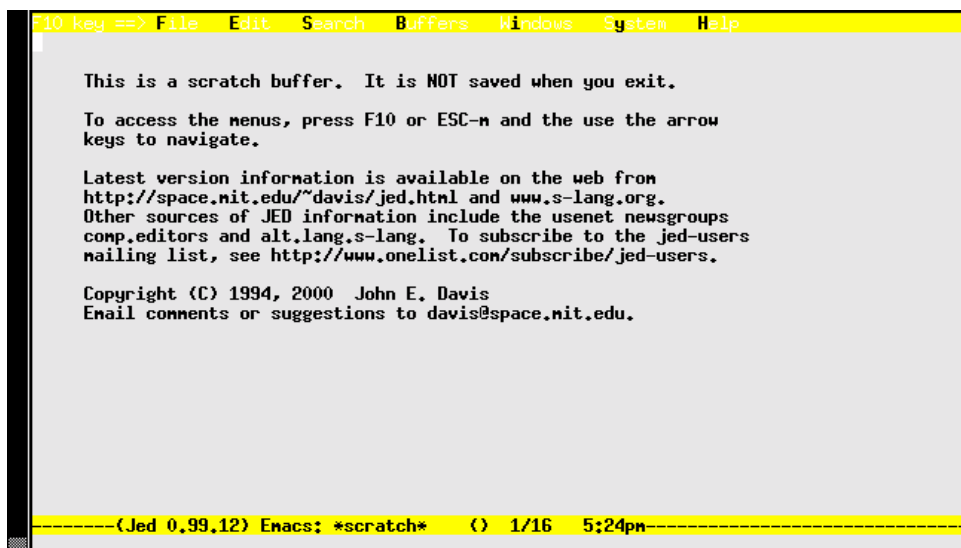 F10 key ==> File Edit Search Buffers Windows System Help
This is a scratch buffer. It is NOT saved when you exit.
To access the menus, press F10 or ESC-m and the use the arrow
keys to navigate.
Latest version information is available on the web from
http://space.mit.edu/~davis/jed.html and www.s-lang.org.
Other sources of JED information include the usenet newsgroups
comp.editors and alt.lang.s-lang. To subscribe to the jed-users
mailing list, see http://www.onelist.com/subscribe/jed-users.
Copyright (C) 1994, 2000 John E. Davis
Email comments or suggestions to davis@space.mit.edu.
--------(Jed 0.99.12) Emacs: *scratch* () 1/16 5:24pm------------------------------